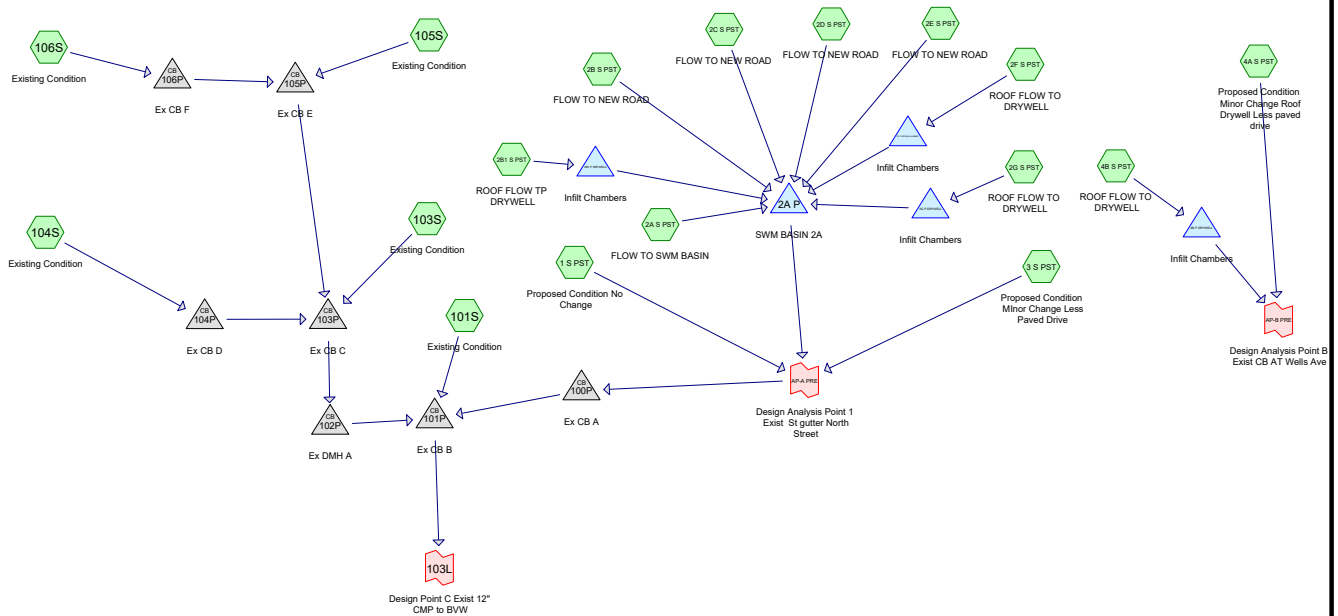 106S
Existing Condition
CB
106P
Ex CB F
105S
Existing Condition
CB
105P
Ex CB E
104S
Existing Condition
CB
104P
Ex CB D
103S
Existing Condition
CB
103P
Ex CB C
101S
Existing Condition
CB
102P
Ex DMH A
CB
101P
Ex CB B
CB
100P
Ex CB A
103L
Design Point C Exist 12"
CMP to BVW
2B S PST
FLOW TO NEW ROAD
2C S PST
FLOW TO NEW ROAD
2D S PST
FLOW TO NEW ROAD
2E S PST
FLOW TO NEW ROAD
2F S PST
ROOF FLOW TO
DRYWELL
Infilt Chambers
2B1 S PST
ROOF FLOW TP
DRYWELL
Infilt Chambers
2G S PST
ROOF FLOW TO
DRYWELL
Infilt Chambers
2A S PST
FLOW TO SWM BASIN
2A P
SWM BASIN 2A
1 S PST
Proposed Condition No
Change
3 S PST
Proposed Condition
MInor Change Less
Paved Drive
AP-A PRE
Design Analysis Point 1
Exist St gutter North
Street
4A S PST
Proposed Condition
Minor Change Roof
Drywell Less paved
drive
4B S PST
ROOF FLOW TO
DRYWELL
Infilt Chambers
AP-B PRE
Design Analysis Point B
Exist CB AT Wells Ave